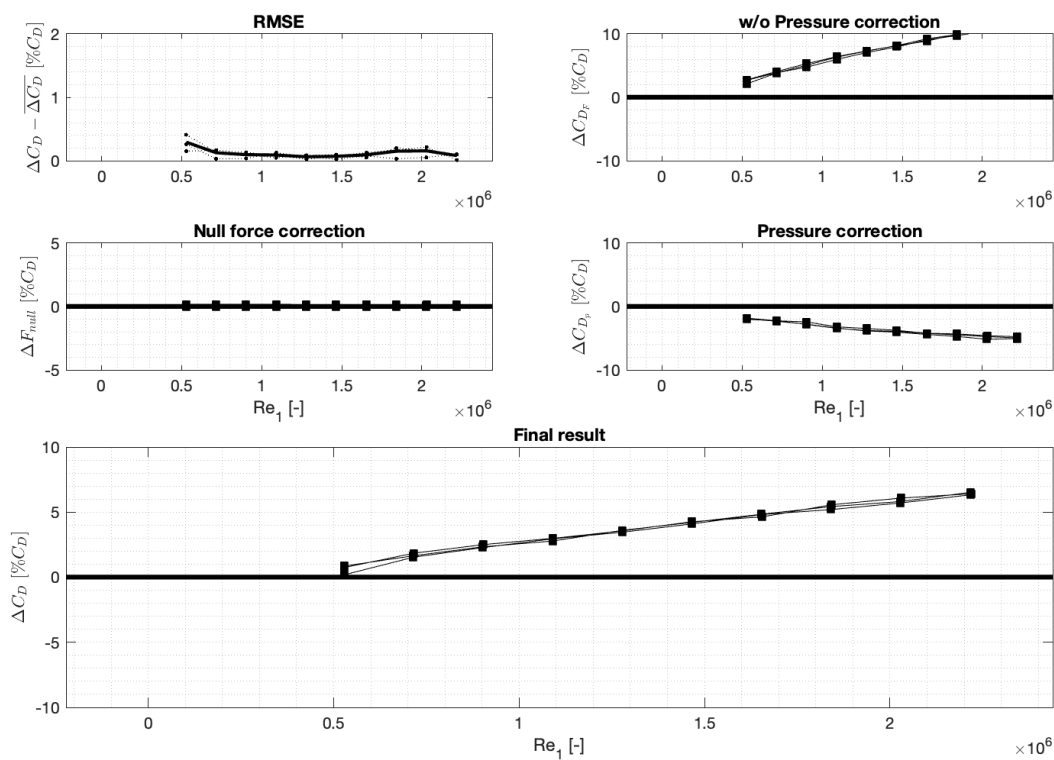 RMSE
ΔC_D − \overline{ΔC_D} [%C_D]
2
1
0
0 0.5 1 1.5 2
×10^6
w/o Pressure correction
ΔC_{D_F} [%C_D]
10
0
-10
0 0.5 1 1.5 2
×10^6
Null force correction
ΔF_{null} [%C_D]
5
0
-5
0 0.5 1 1.5 2
×10^6
Re_1 [-]
Pressure correction
ΔC_{D_p} [%C_D]
10
0
-10
0 0.5 1 1.5 2
×10^6
Re_1 [-]
Final result
ΔC_D [%C_D]
10
5
0
-5
-10
0 0.5 1 1.5 2
×10^6
Re_1 [-]